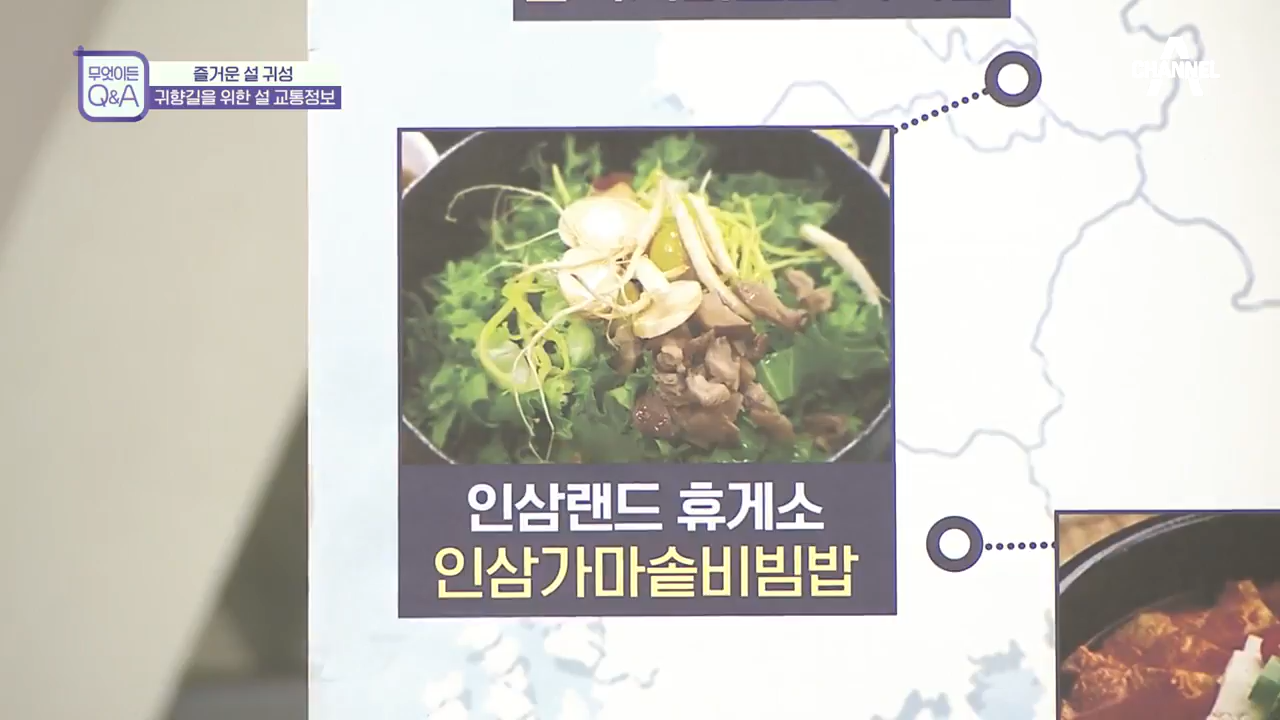 무엇이든
Q&A
즐거운 설 귀성
귀향길을 위한 설 교통정보
CHANNEL A
인삼랜드 휴게소
인삼가마솥비빔밥